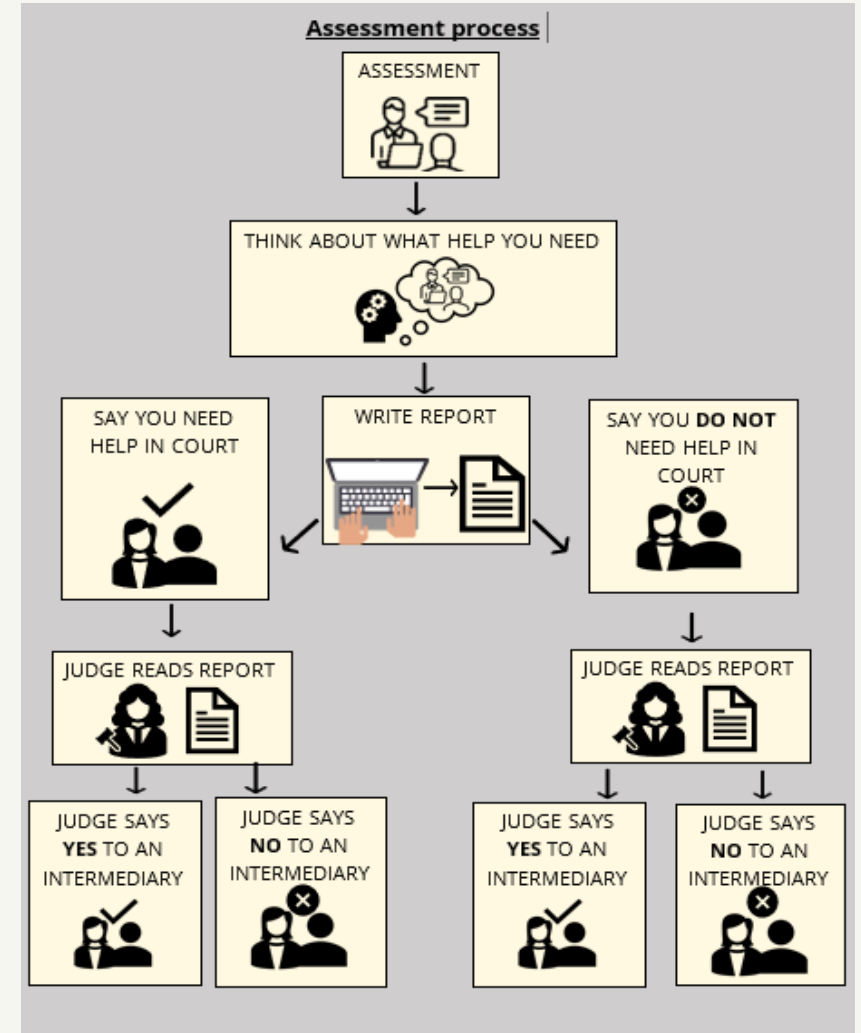 Assessment process
ASSESSMENT
THINK ABOUT WHAT HELP YOU NEED
WRITE REPORT
SAY YOU NEED
HELP IN COURT
SAY YOU DO NOT
NEED HELP IN
COURT
JUDGE READS REPORT
JUDGE READS REPORT
JUDGE SAYS
YES TO AN
INTERMEDIARY
JUDGE SAYS
NO TO AN
INTERMEDIARY
JUDGE SAYS
YES TO AN
INTERMEDIARY
JUDGE SAYS
NO TO AN
INTERMEDIARY